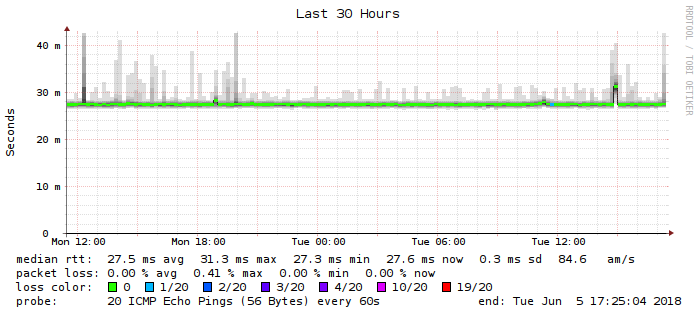 Last 30 Hours
RRDTOOL / TOBI OETIKER
Seconds
40 m
30 m
20 m
10 m
0
Mon 12:00 Mon 18:00 Tue 00:00 Tue 06:00 Tue 12:00
median rtt: 27.5 ms avg 31.3 ms max 27.3 ms min 27.6 ms now 0.3 ms sd 84.6 am/s
packet loss: 0.00 % avg 0.41 % max 0.00 % min 0.00 % now
loss color: 0 1/20 2/20 3/20 4/20 10/20 19/20
probe: 20 ICMP Echo Pings (56 Bytes) every 60s end: Tue Jun 5 17:25:04 2018